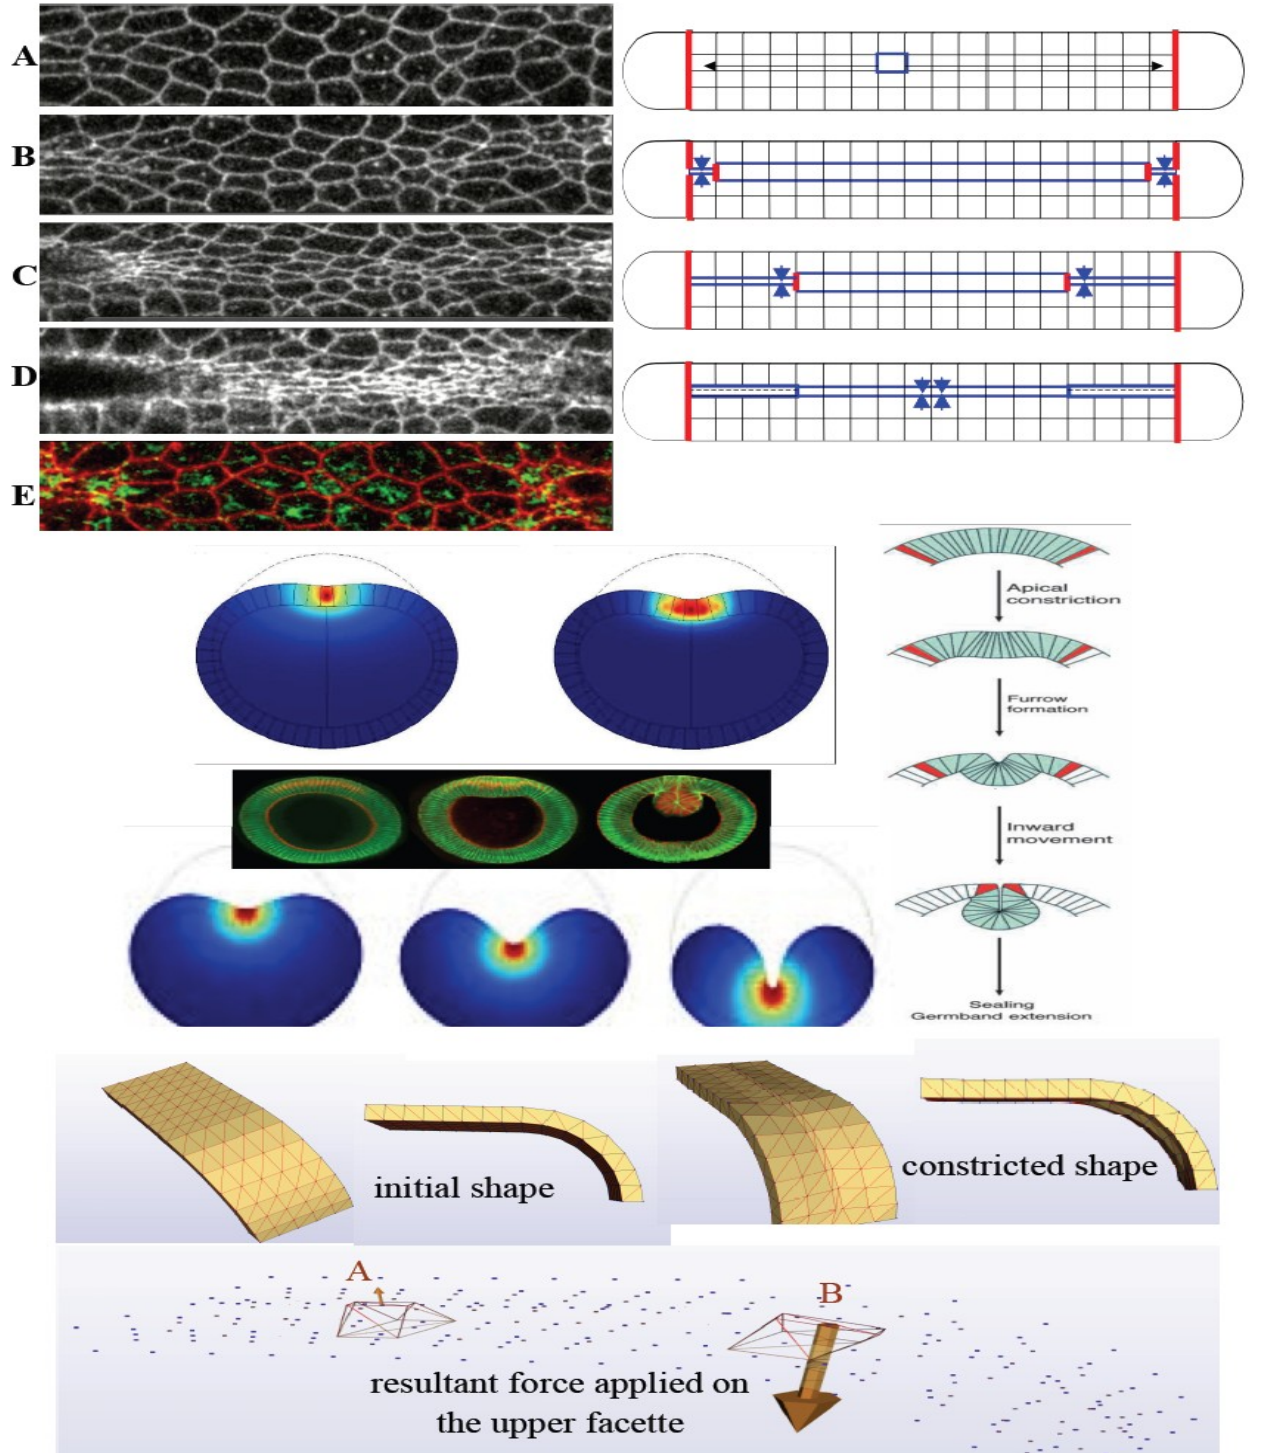 A
B
C
D
E
Apical
constriction
Furrow
formation
Inward
movement
Sealing
Germband extension
initial shape
constricted shape
A
B
resultant force applied on
the upper facette